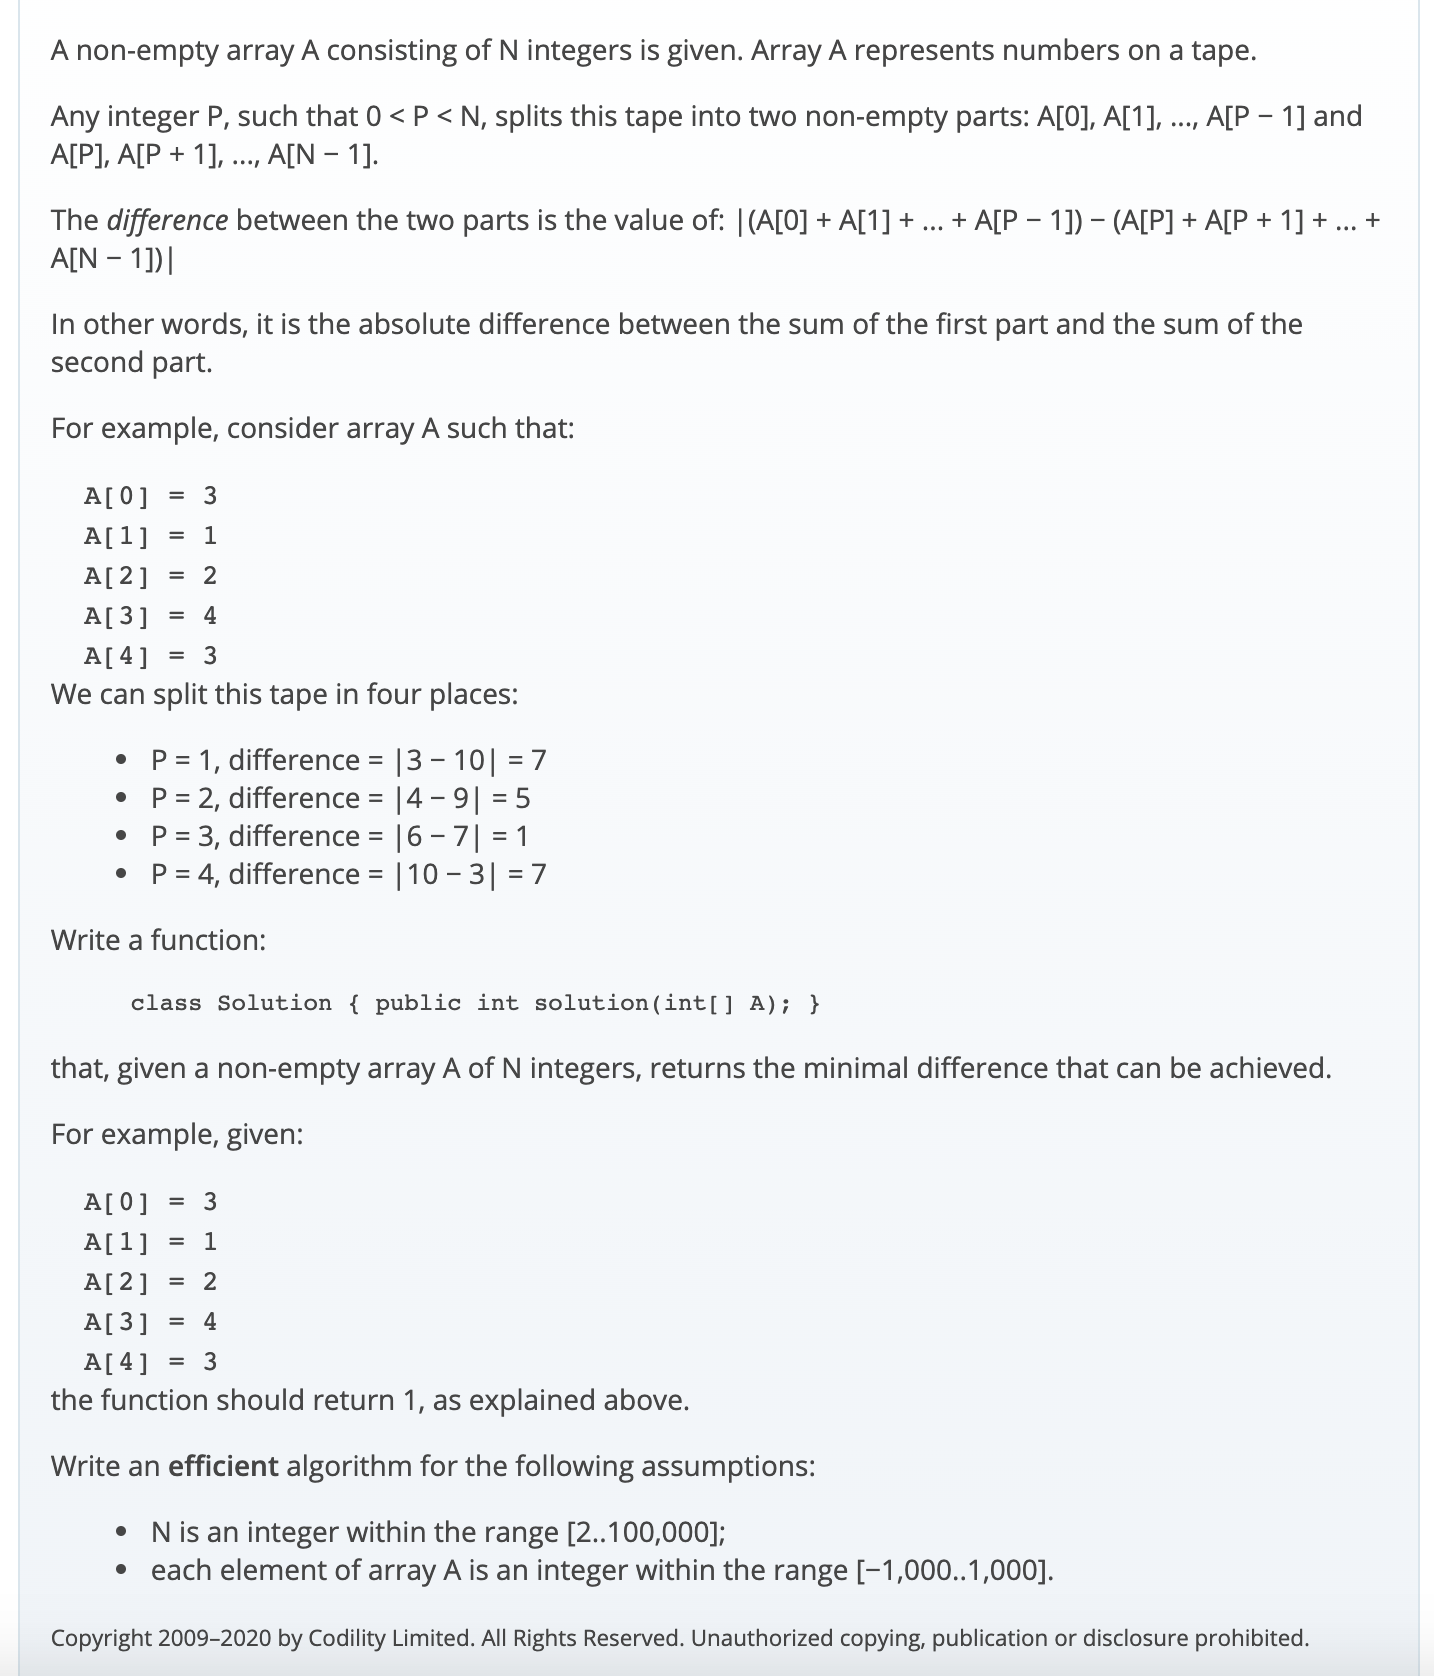 A non-empty array A consisting of N integers is given. Array A represents numbers on a tape.
Any integer P, such that 0 < P < N, splits this tape into two non-empty parts: A[0], A[1], ..., A[P − 1] and
A[P], A[P + 1], ..., A[N − 1].
The difference between the two parts is the value of: |(A[0] + A[1] + ... + A[P − 1]) − (A[P] + A[P + 1] + ... +
A[N − 1])|
In other words, it is the absolute difference between the sum of the first part and the sum of the
second part.
For example, consider array A such that:
A[0] = 3
A[1] = 1
A[2] = 2
A[3] = 4
A[4] = 3
We can split this tape in four places:
• P = 1, difference = |3 − 10| = 7
• P = 2, difference = |4 − 9| = 5
• P = 3, difference = |6 − 7| = 1
• P = 4, difference = |10 − 3| = 7
Write a function:
class Solution { public int solution(int[] A); }
that, given a non-empty array A of N integers, returns the minimal difference that can be achieved.
For example, given:
A[0] = 3
A[1] = 1
A[2] = 2
A[3] = 4
A[4] = 3
the function should return 1, as explained above.
Write an efficient algorithm for the following assumptions:
• N is an integer within the range [2..100,000];
• each element of array A is an integer within the range [−1,000..1,000].
Copyright 2009–2020 by Codility Limited. All Rights Reserved. Unauthorized copying, publication or disclosure prohibited.